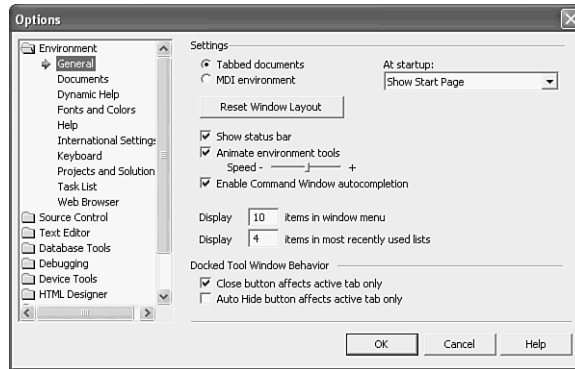 Options
Environment
General
Documents
Dynamic Help
Fonts and Colors
Help
International Settings
Keyboard
Projects and Solution
Task List
Web Browser
Source Control
Text Editor
Database Tools
Debugging
Device Tools
HTML Designer
Settings
Tabbed documents
MDI environment
At startup:
Show Start Page
Reset Window Layout
Show status bar
Animate environment tools
Speed - +
Enable Command Window autocompletion
Display 10 items in window menu
Display 4 items in most recently used lists
Docked Tool Window Behavior
Close button affects active tab only
Auto Hide button affects active tab only
OK
Cancel
Help